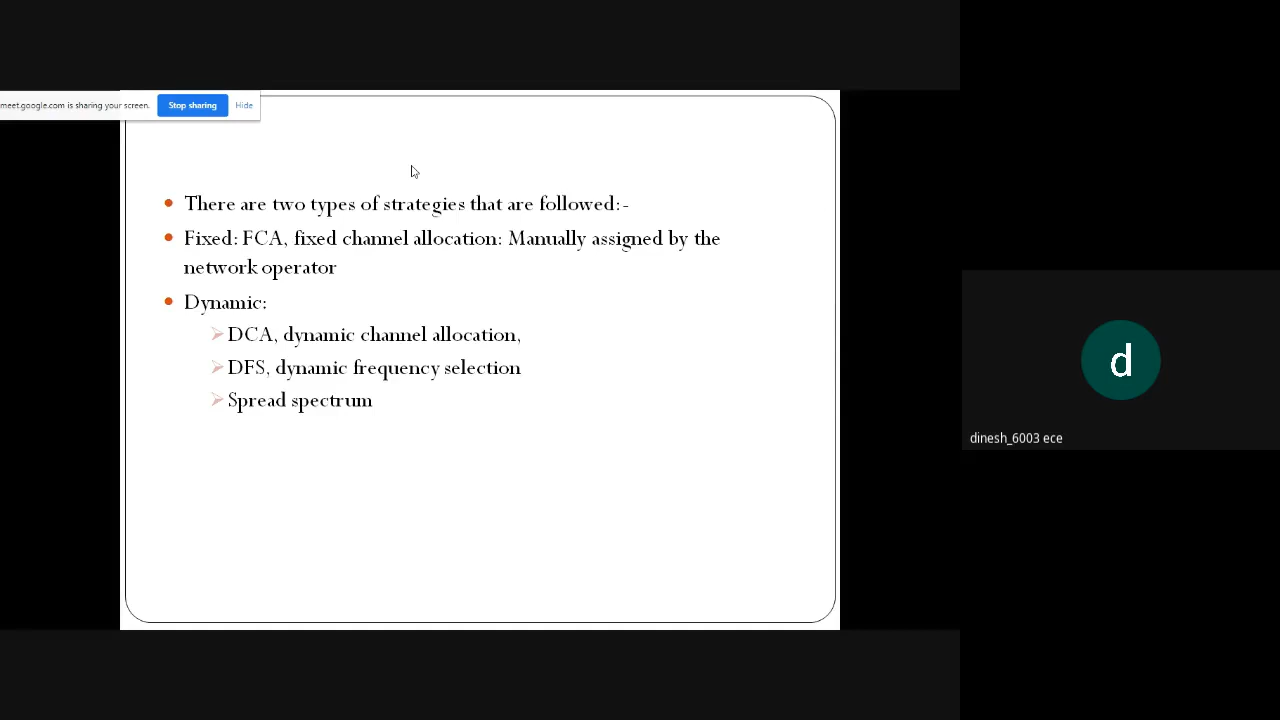 meet.google.com is sharing your screen.
Stop sharing
Hide
There are two types of strategies that are followed:-
Fixed: FCA, fixed channel allocation: Manually assigned by the
network operator
Dynamic:
DCA, dynamic channel allocation,
DFS, dynamic frequency selection
Spread spectrum
d
dinesh_6003 ece